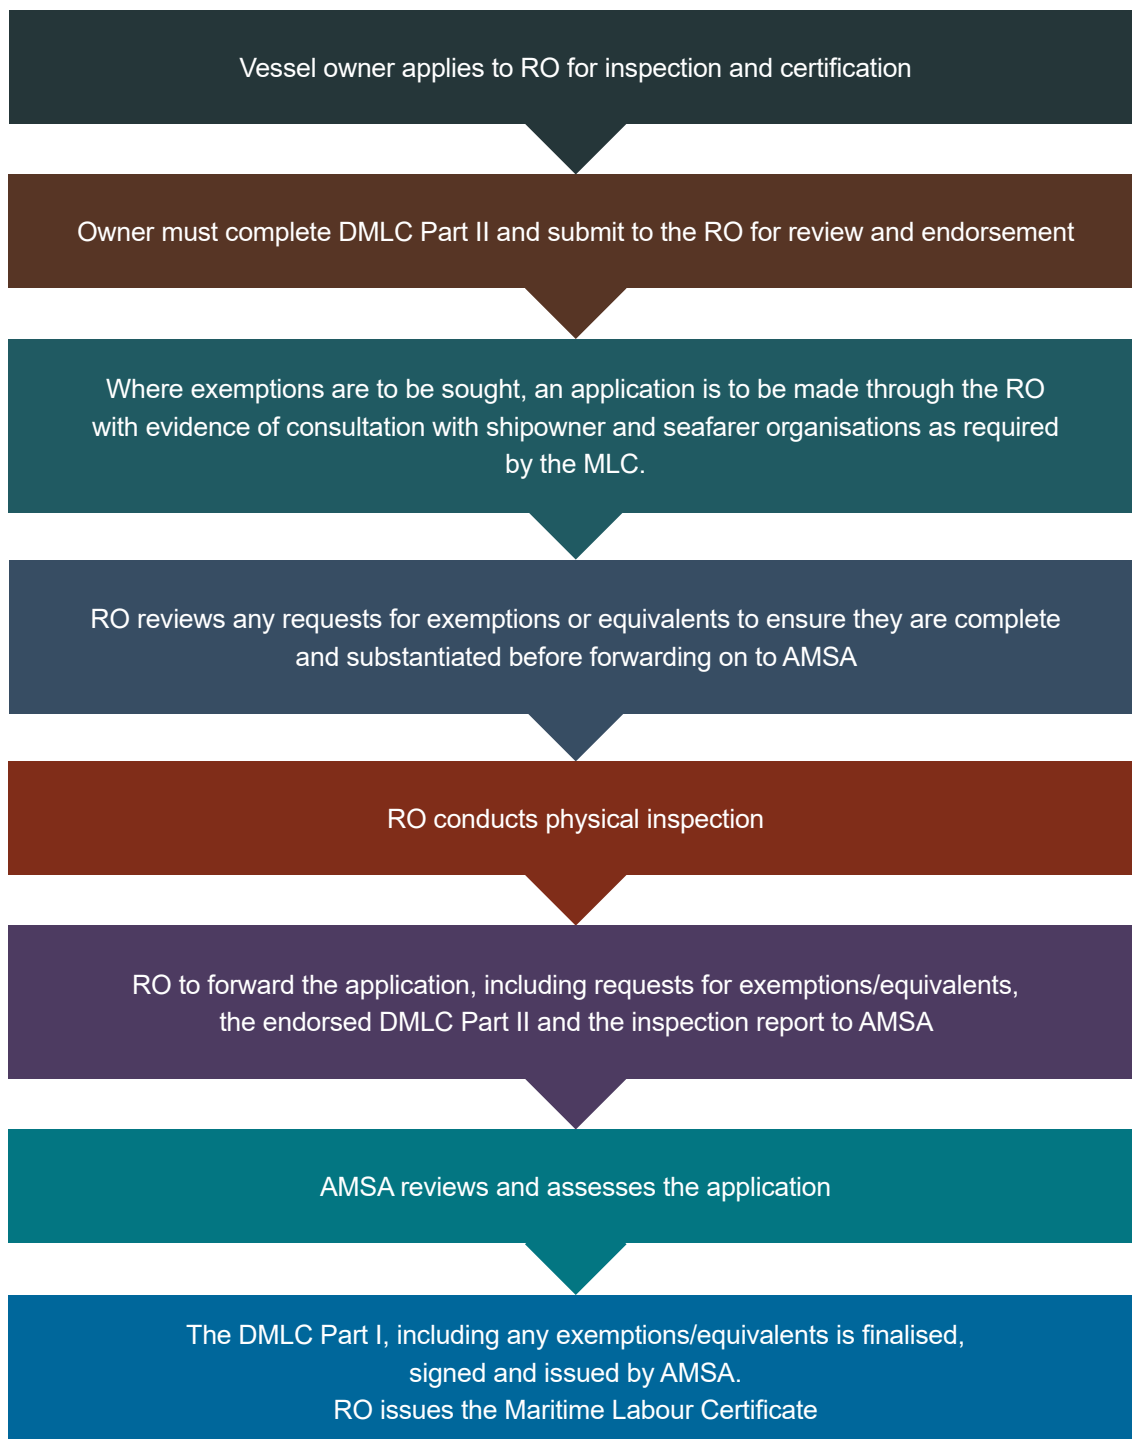 Vessel owner applies to RO for inspection and certification
Owner must complete DMLC Part II and submit to the RO for review and endorsement
Where exemptions are to be sought, an application is to be made through the RO
with evidence of consultation with shipowner and seafarer organisations as required
by the MLC.
RO reviews any requests for exemptions or equivalents to ensure they are complete
and substantiated before forwarding on to AMSA
RO conducts physical inspection
RO to forward the application, including requests for exemptions/equivalents,
the endorsed DMLC Part II and the inspection report to AMSA
AMSA reviews and assesses the application
The DMLC Part I, including any exemptions/equivalents is finalised,
signed and issued by AMSA.
RO issues the Maritime Labour Certificate